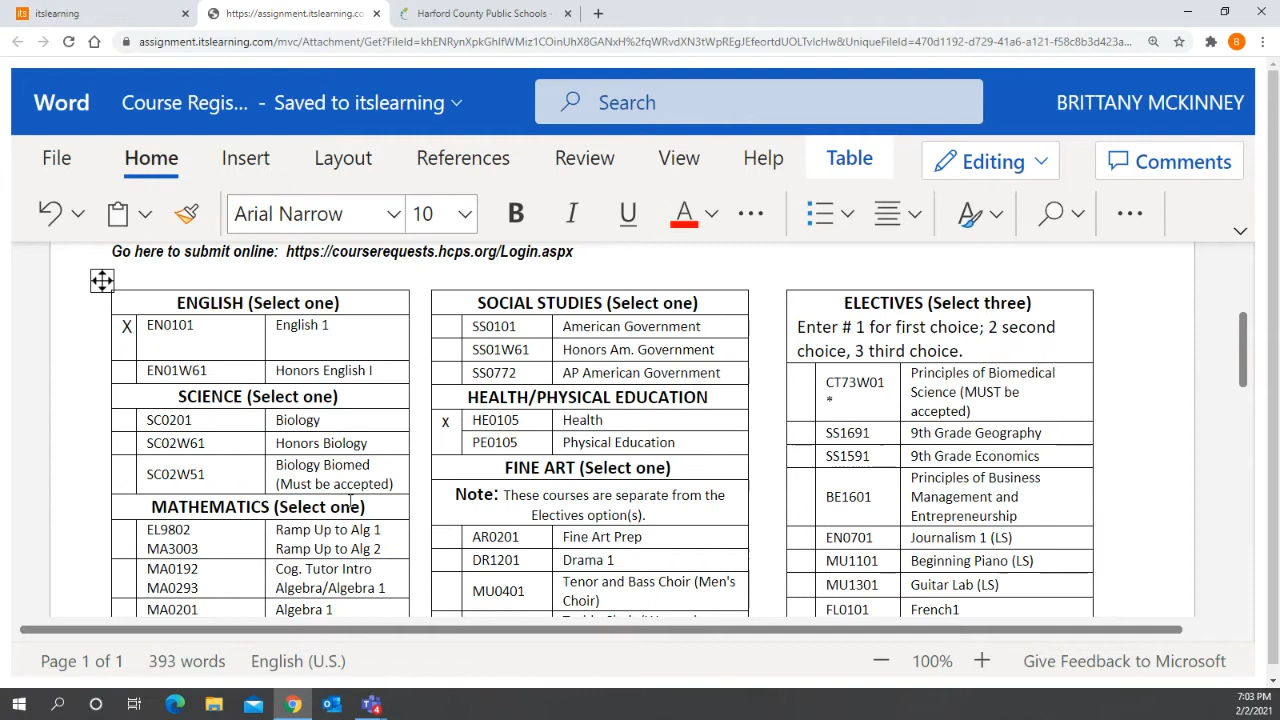 itslearning
https://assignment.itslearning.co
Harford County Public Schools -
https://assignment.itslearning.com/mvc/Attachment/Get?FileId=khENRynXpkGhIfWMiz1COinUhX8GANxH%2fqWRvdXN3tWpREgJEfeortdUOLTvIcHw&UniqueFileId=470d1192-d729-41a6-a121-f58c8b3d423a...
B
Word
Course Regis... - Saved to itslearning
Search
BRITTANY MCKINNEY
File
Home
Insert
Layout
References
Review
View
Help
Table
Editing
Comments
Arial Narrow
10
B
I
U
A
Go here to submit online: https://courserequests.hcps.org/Login.aspx
ENGLISH (Select one)
X EN0101 English 1
EN01W61 Honors English I
SCIENCE (Select one)
SC0201 Biology
SC02W61 Honors Biology
SC02W51 Biology Biomed
(Must be accepted)
MATHEMATICS (Select one)
EL9802 Ramp Up to Alg 1
MA3003 Ramp Up to Alg 2
MA0192 Cog. Tutor Intro
MA0293 Algebra/Algebra 1
MA0201 Algebra 1
SOCIAL STUDIES (Select one)
SS0101 American Government
SS01W61 Honors Am. Government
SS0772 AP American Government
HEALTH/PHYSICAL EDUCATION
x HE0105 Health
PE0105 Physical Education
FINE ART (Select one)
Note: These courses are separate from the
Electives option(s).
AR0201 Fine Art Prep
DR1201 Drama 1
MU0401 Tenor and Bass Choir (Men's
Choir)
ELECTIVES (Select three)
Enter # 1 for first choice; 2 second
choice, 3 third choice.
CT73W01
*
Principles of Biomedical
Science (MUST be
accepted)
SS1691 9th Grade Geography
SS1591 9th Grade Economics
BE1601 Principles of Business
Management and
Entrepreneurship
EN0701 Journalism 1 (LS)
MU1101 Beginning Piano (LS)
MU1301 Guitar Lab (LS)
FL0101 French1
Page 1 of 1
393 words
English (U.S.)
100%
Give Feedback to Microsoft
7:03 PM
2/2/2021